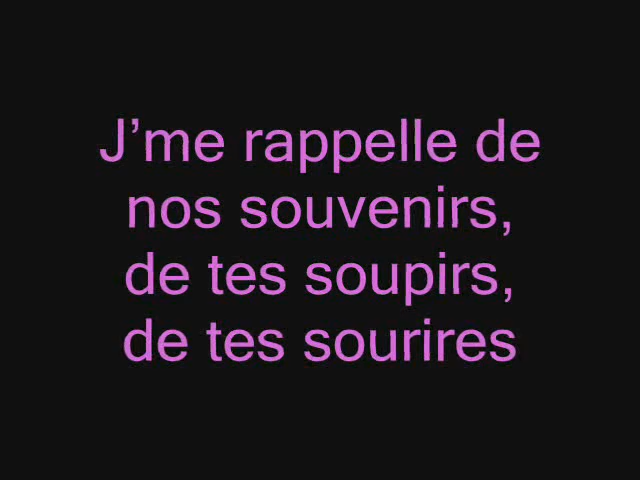 J’me rappelle de
nos souvenirs,
de tes soupirs,
de tes sourires